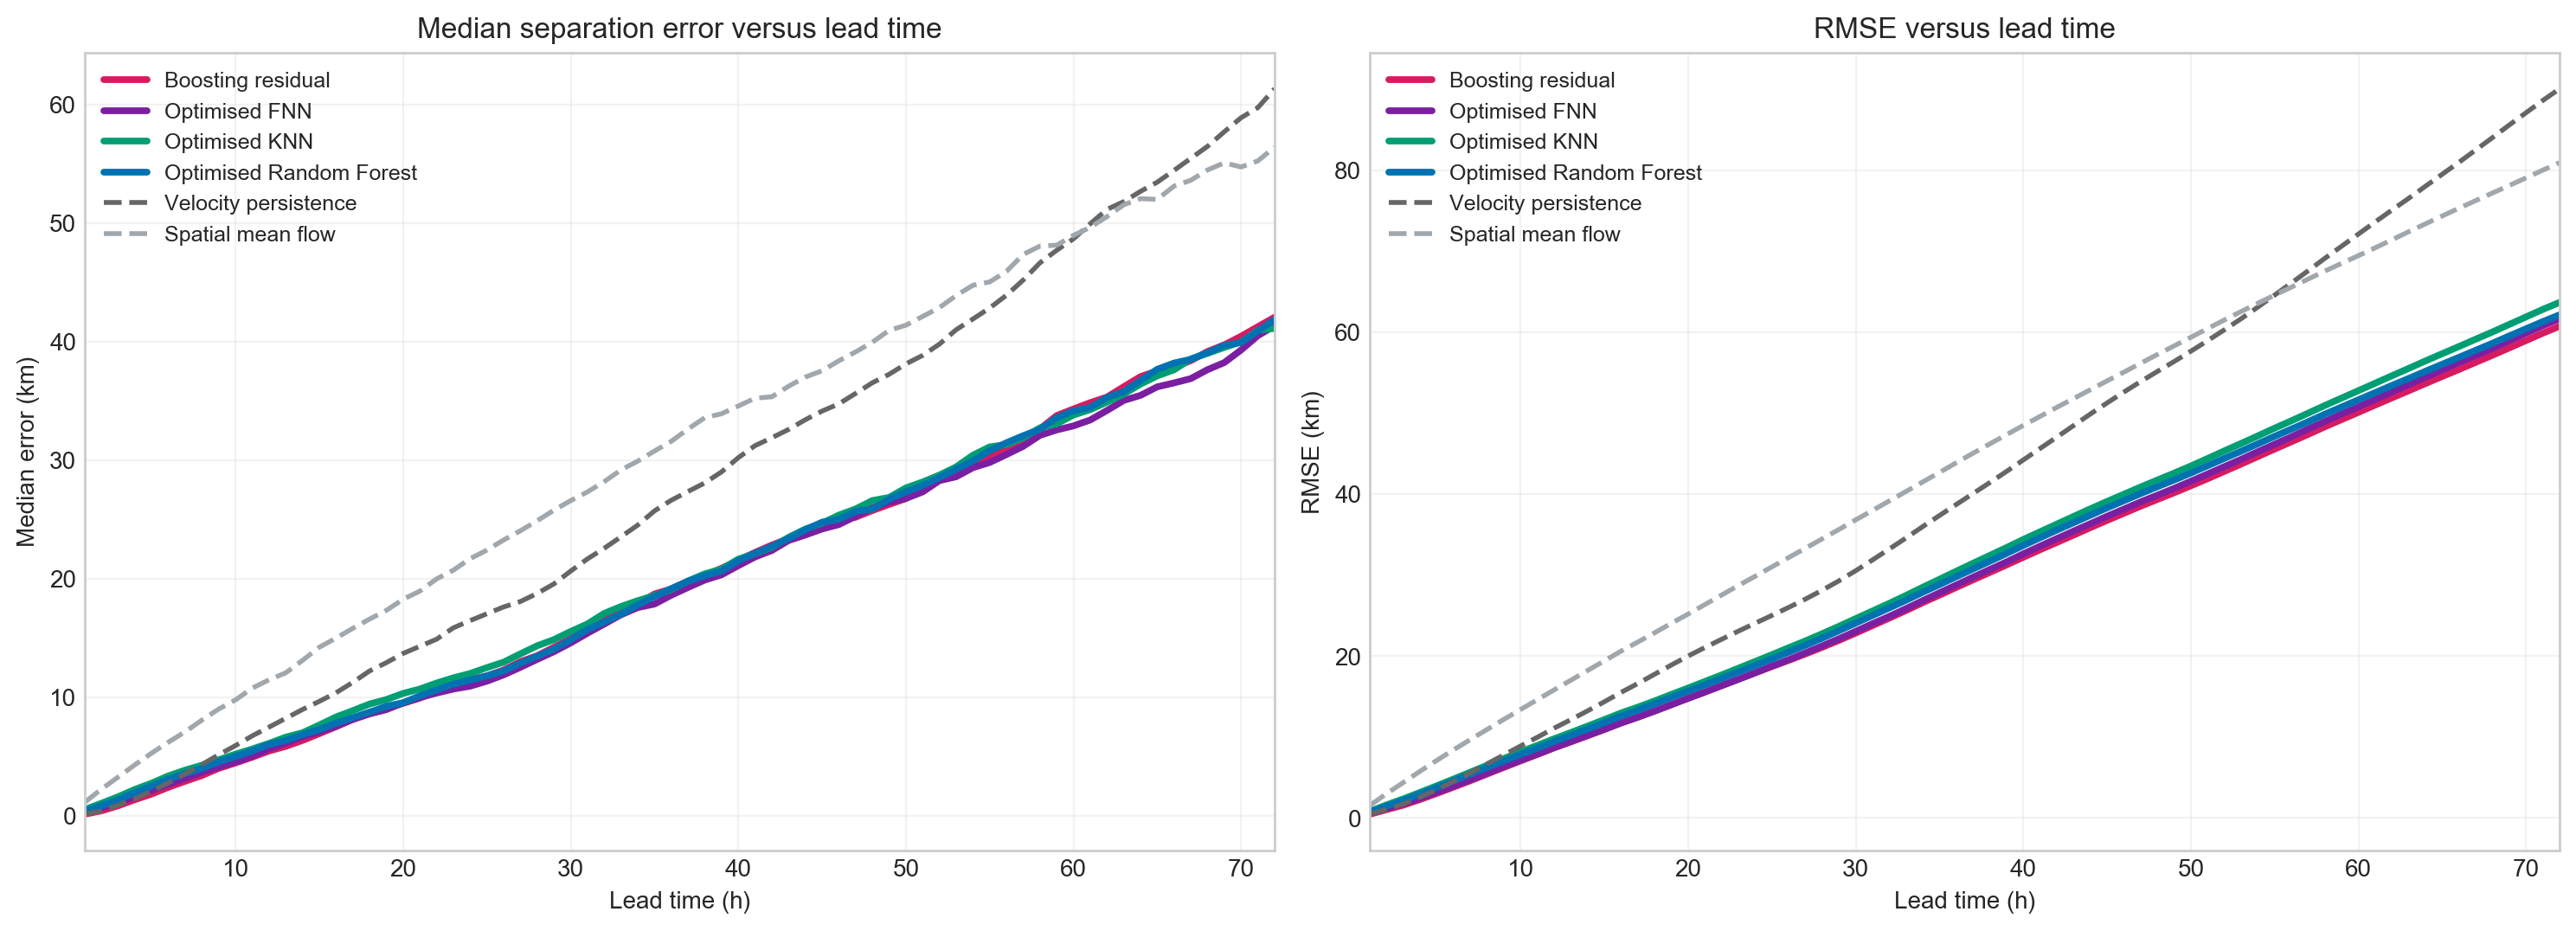 Median separation error versus lead time
Boosting residual
Optimised FNN
Optimised KNN
Optimised Random Forest
Velocity persistence
Spatial mean flow
Median error (km)
60
50
40
30
20
10
0
10 20 30 40 50 60 70
Lead time (h)
RMSE versus lead time
Boosting residual
Optimised FNN
Optimised KNN
Optimised Random Forest
Velocity persistence
Spatial mean flow
RMSE (km)
80
60
40
20
0
10 20 30 40 50 60 70
Lead time (h)